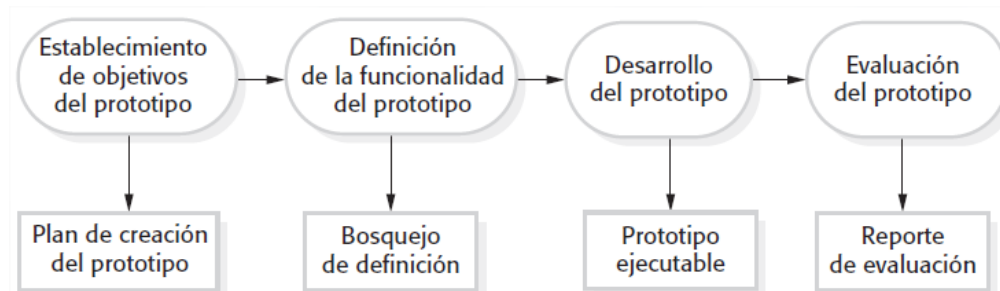 Establecimiento
de objetivos
del prototipo
Definición
de la funcionalidad
del prototipo
Desarrollo
del prototipo
Evaluación
del prototipo
Plan de creación
del prototipo
Bosquejo
de definición
Prototipo
ejecutable
Reporte
de evaluación